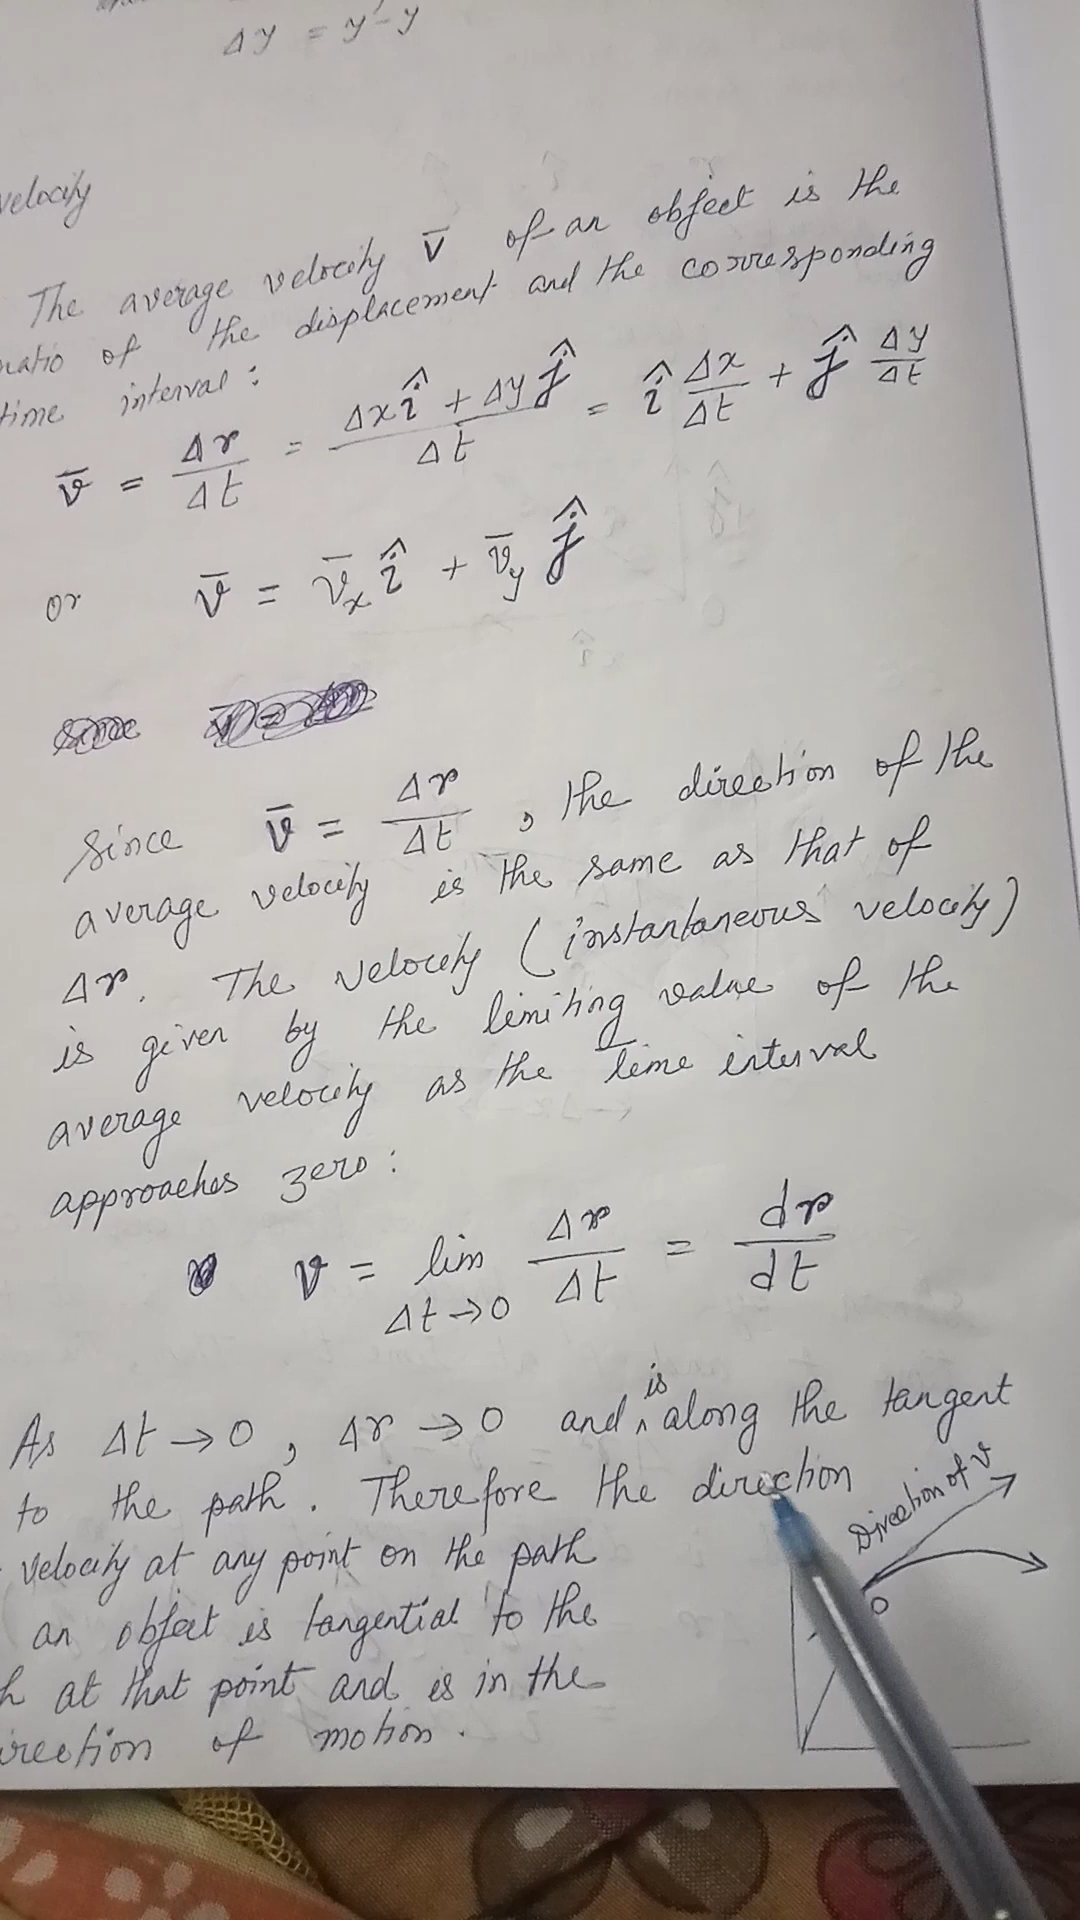 Δy = y' - y
velocity
The average velocity v̄ of an object is the
ratio of the displacement and the corresponding
time interval :
v̄ = Δr/Δt = (Δx î + Δy ĵ)/Δt = î Δx/Δt + ĵ Δy/Δt
or v̄ = v̄ₓ î + v̄ᵧ ĵ
Since v̄ = Δr/Δt , the direction of the
average velocity is the same as that of
Δr. The velocity (instantaneous velocity)
is given by the limiting value of the
average velocity as the time interval
approaches zero :
v = lim Δt→0 Δr/Δt = dr/dt
As Δt → 0 , Δr → 0 and is along the tangent
to the path . Therefore the direction
velocity at any point on the path
an object is tangential to the
h at that point and is in the
irection of motion .
Direction of v
O